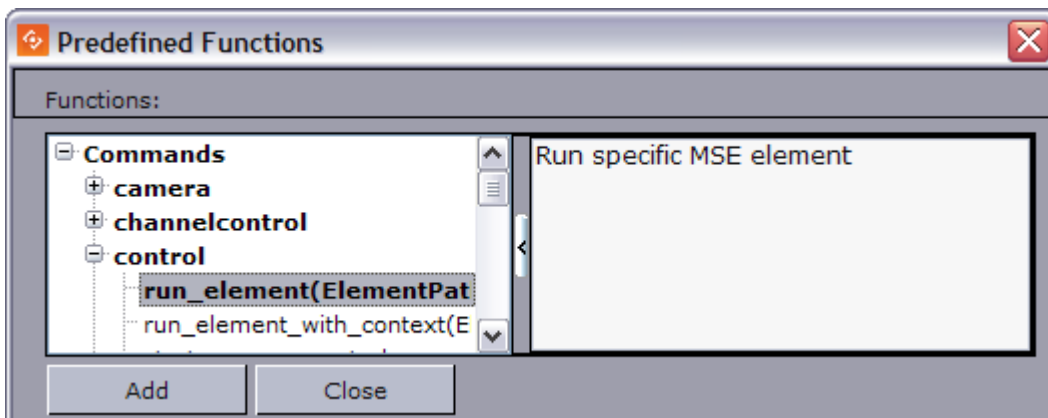 Predefined Functions
Functions:
Commands
Run specific MSE element
camera
channelcontrol
control
run_element(ElementPat
run_element_with_context(E
Add
Close